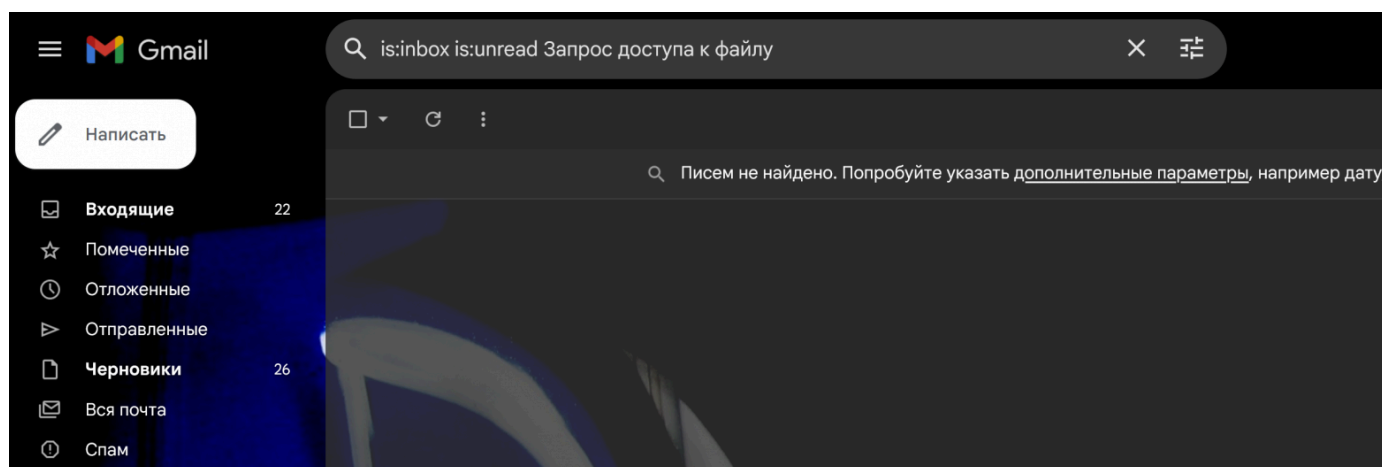 Gmail
is:inbox is:unread Запрос доступа к файлу
Написать
Писем не найдено. Попробуйте указать дополнительные параметры, например дату
Входящие 22
Помеченные
Отложенные
Отправленные
Черновики 26
Вся почта
Спам